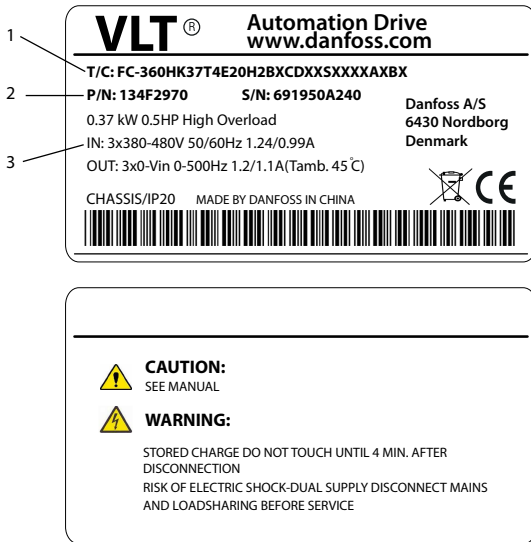 VLT ® Automation Drive
www.danfoss.com
1
T/C: FC-360HK37T4E20H2BXCDXXSXXXXAXBX
2
P/N: 134F2970 S/N: 691950A240
0.37 kW 0.5HP High Overload
Danfoss A/S
6430 Nordborg
Denmark
3
IN: 3x380-480V 50/60Hz 1.24/0.99A
OUT: 3x0-Vin 0-500Hz 1.2/1.1A(Tamb. 45℃)
CHASSIS/IP20 MADE BY DANFOSS IN CHINA
CE
CAUTION:
SEE MANUAL
WARNING:
STORED CHARGE DO NOT TOUCH UNTIL 4 MIN. AFTER
DISCONNECTION
RISK OF ELECTRIC SHOCK-DUAL SUPPLY DISCONNECT MAINS
AND LOADSHARING BEFORE SERVICE